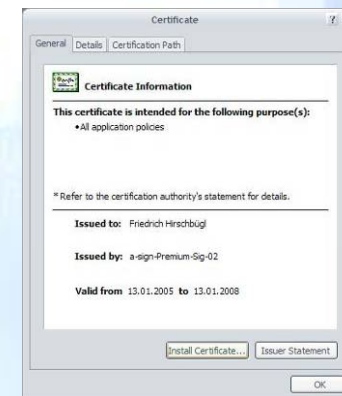 Certificate
?
General Details Certification Path
Certificate Information
This certificate is intended for the following purpose(s):
•All application policies
* Refer to the certification authority's statement for details.
Issued to: Friedrich Hirschbügl
Issued by: a-sign-Premium-Sig-02
Valid from 13.01.2005 to 13.01.2008
Install Certificate... Issuer Statement
OK